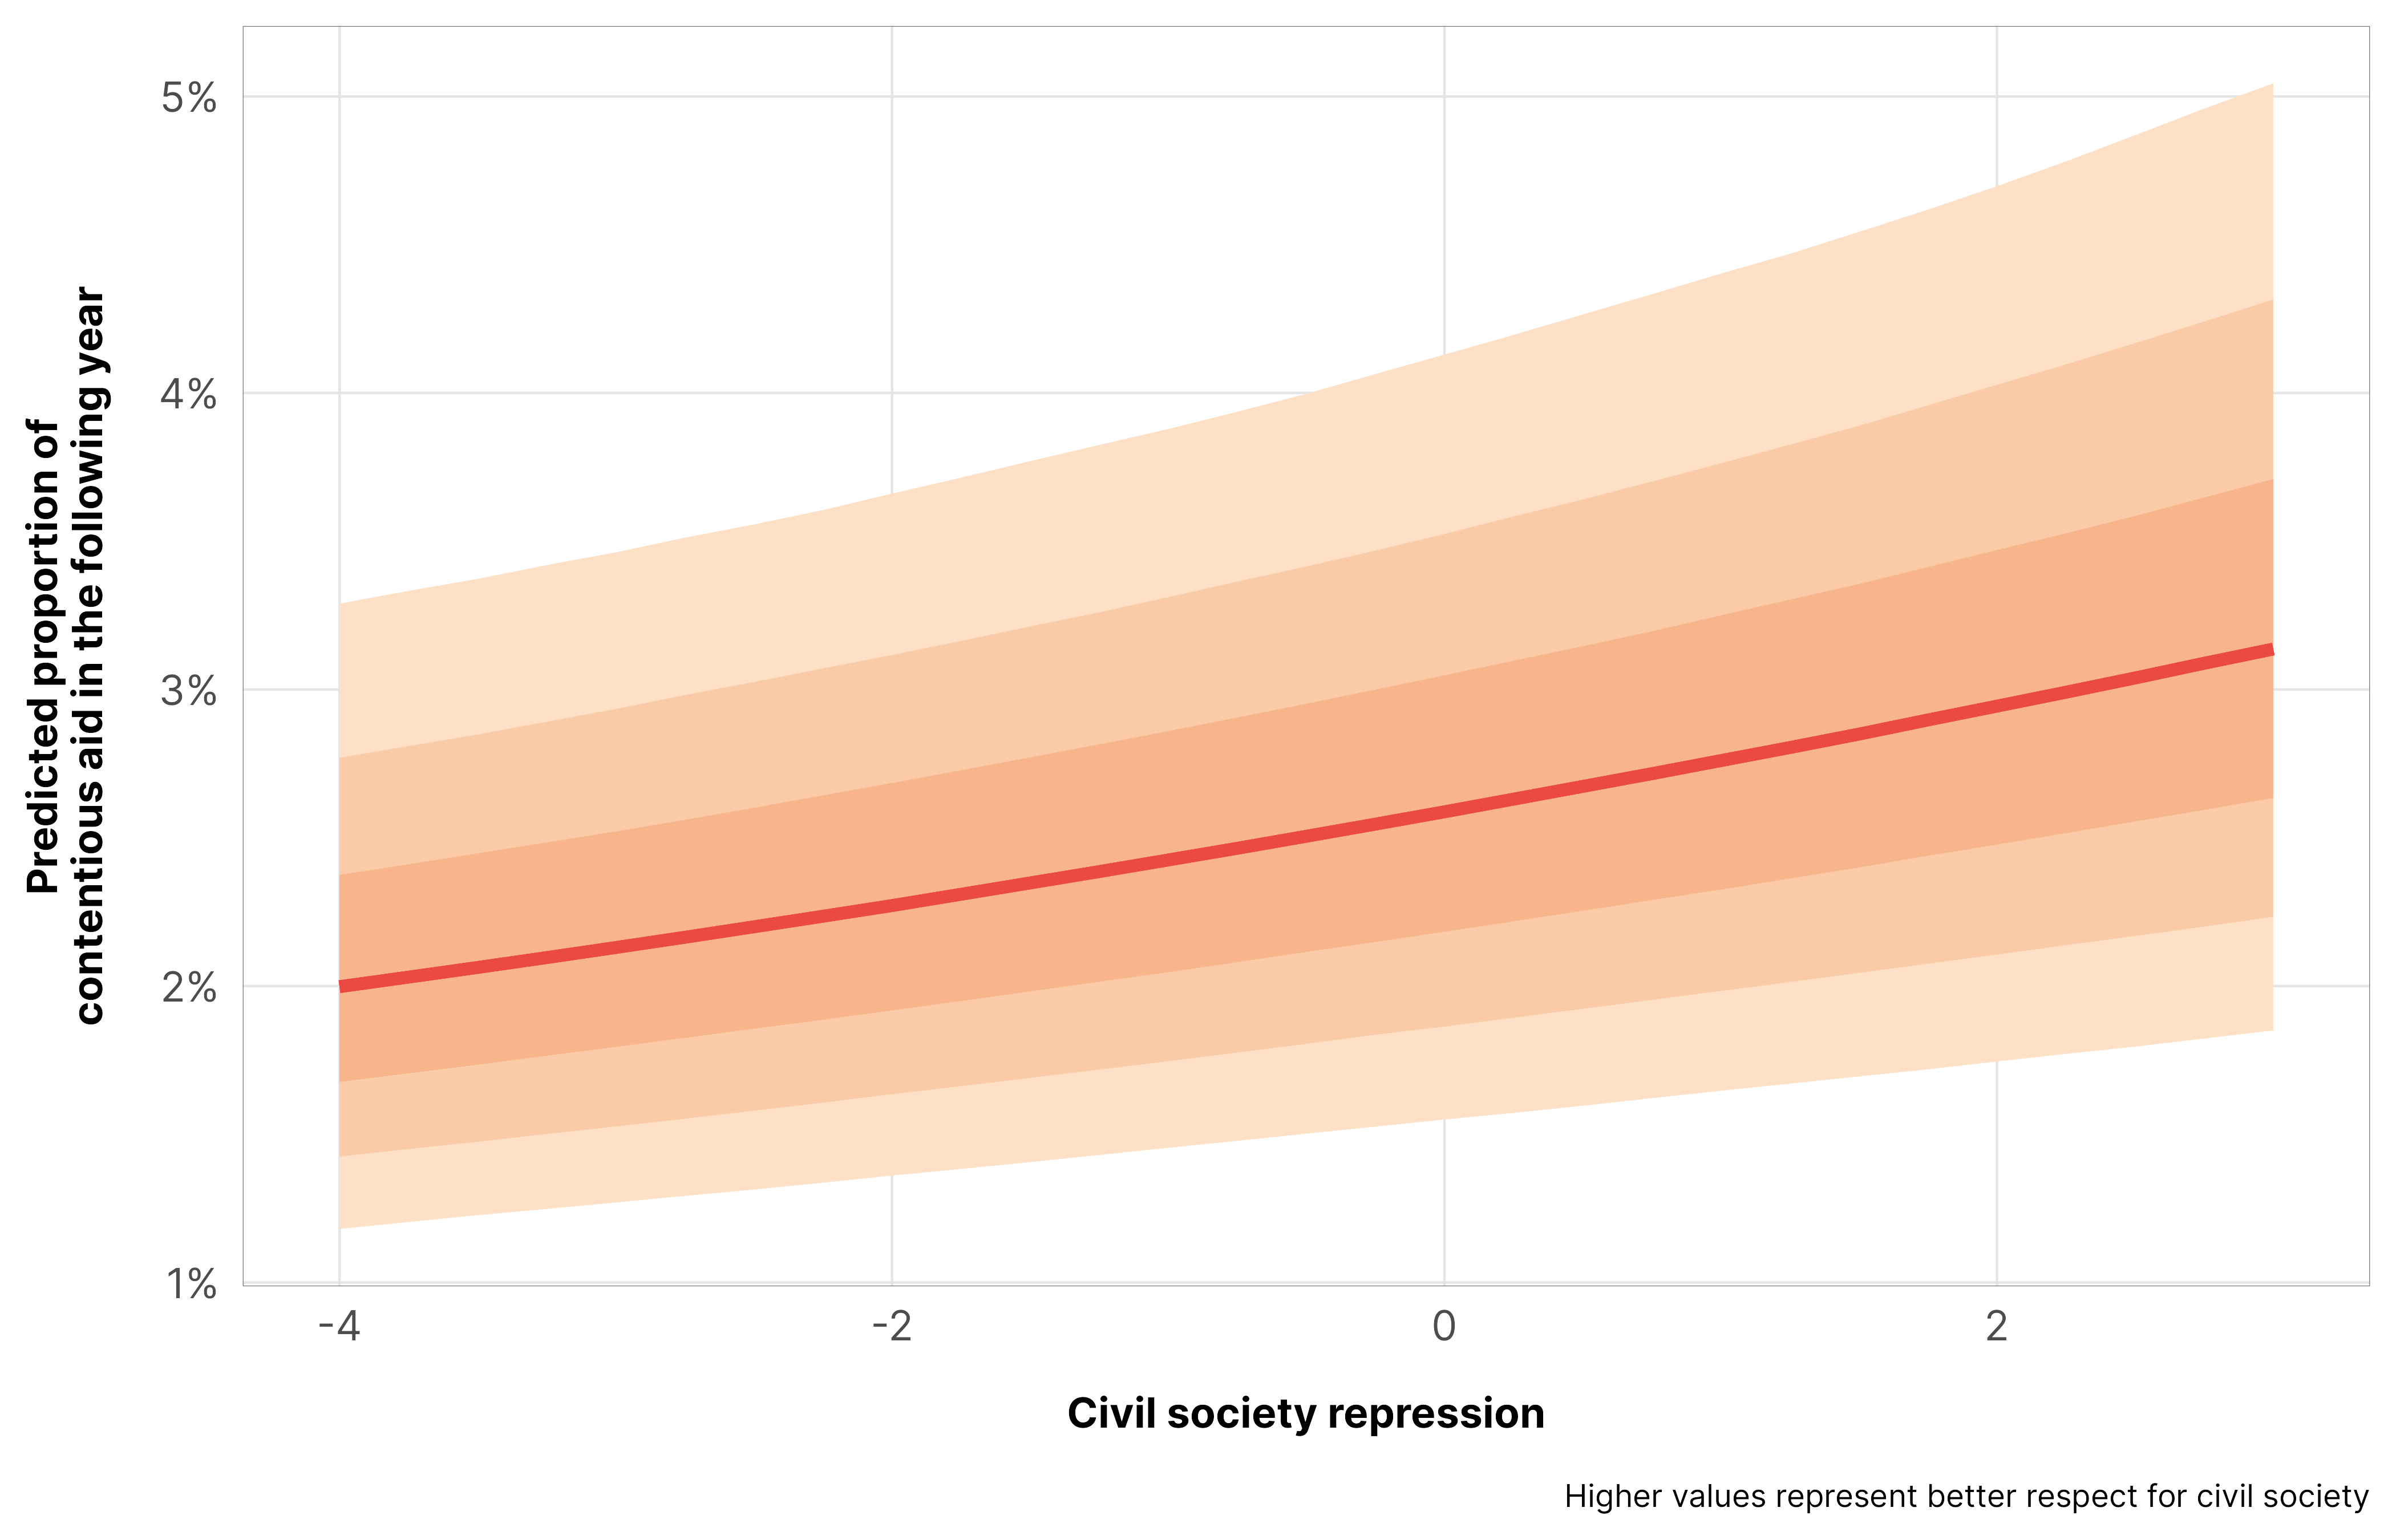 Predicted proportion of
contentious aid in the following year
5%
4%
3%
2%
1%
-4
-2
0
2
Civil society repression
Higher values represent better respect for civil society